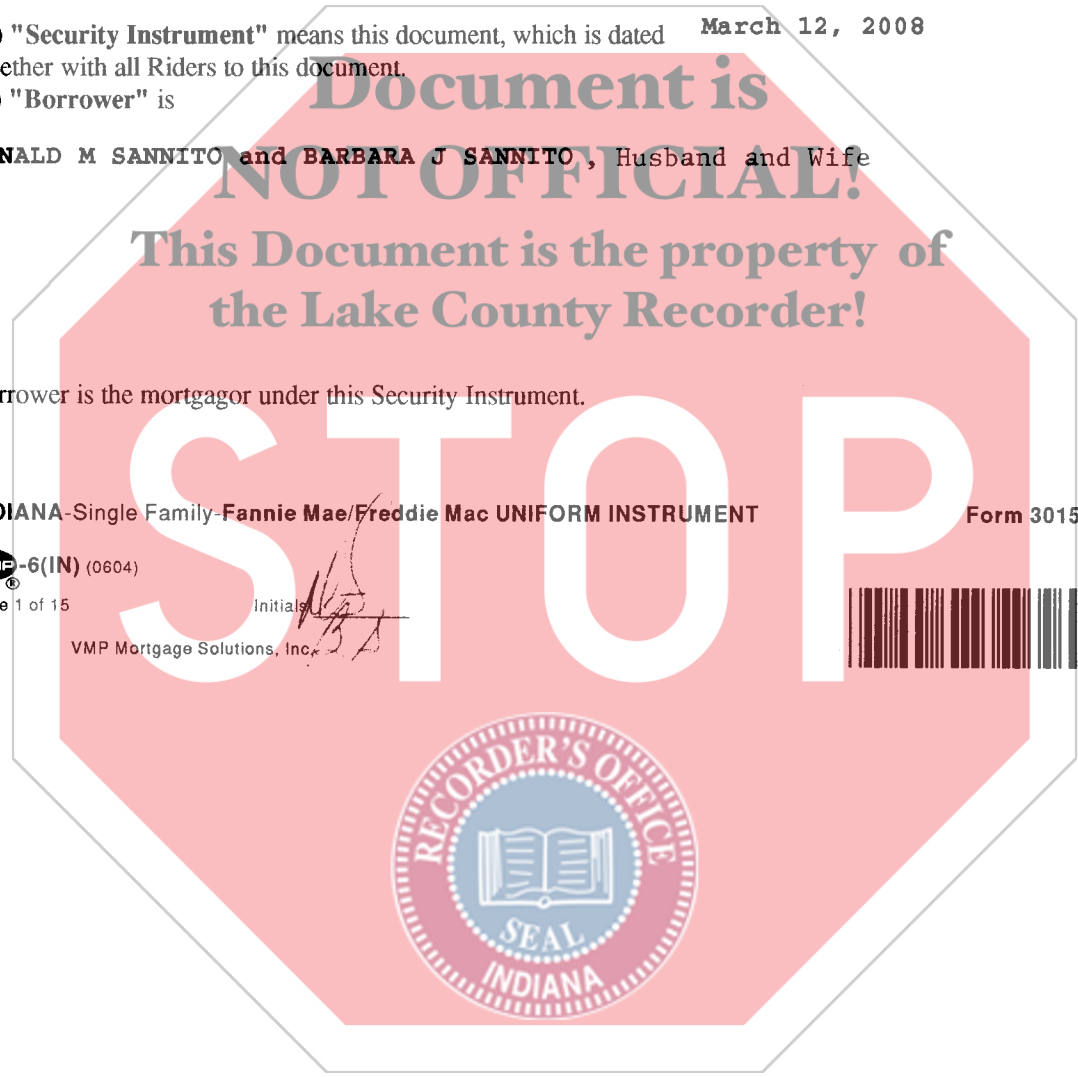 ) "Security Instrument" means this document, which is dated March 12, 2008
ether with all Riders to this document.
) "Borrower" is
NALD M SANNITO and BARBARA J SANNITO , Husband and Wife
Document is
NOT OFFICIAL!
This Document is the property of
the Lake County Recorder!
rrower is the mortgagor under this Security Instrument.
STOP
DIANA-Single Family-Fannie Mae/Freddie Mac UNIFORM INSTRUMENT Form 3015
MP-6(IN) (0604)
®
e 1 of 15 Initials
VMP Mortgage Solutions, Inc.
RECORDER'S OFFICE
SEAL
INDIANA